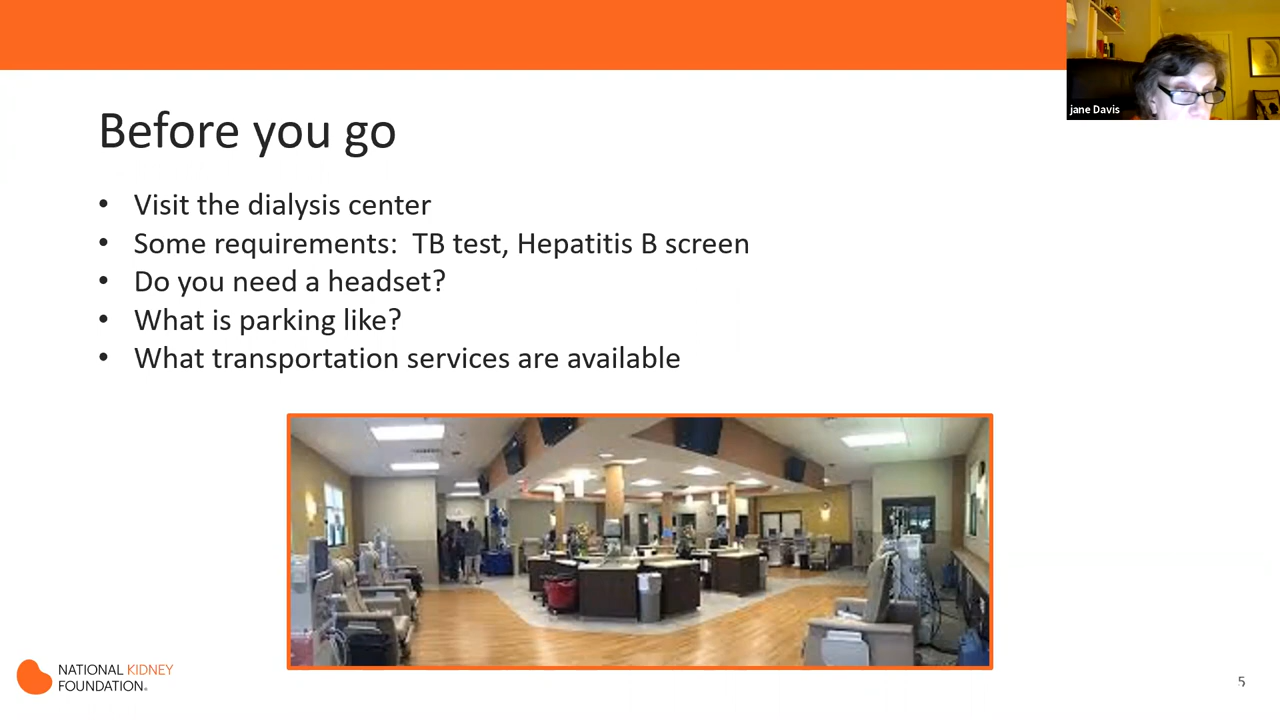 jane Davis
Before you go
• Visit the dialysis center
• Some requirements:  TB test, Hepatitis B screen
• Do you need a headset?
• What is parking like?
• What transportation services are available
NATIONAL KIDNEY
FOUNDATION®
5